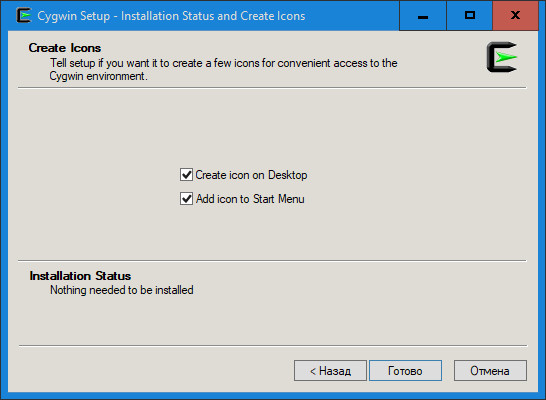 Cygwin Setup - Installation Status and Create Icons
Create Icons
Tell setup if you want it to create a few icons for convenient access to the
Cygwin environment.
Create icon on Desktop
Add icon to Start Menu
Installation Status
Nothing needed to be installed
< Назад Готово Отмена